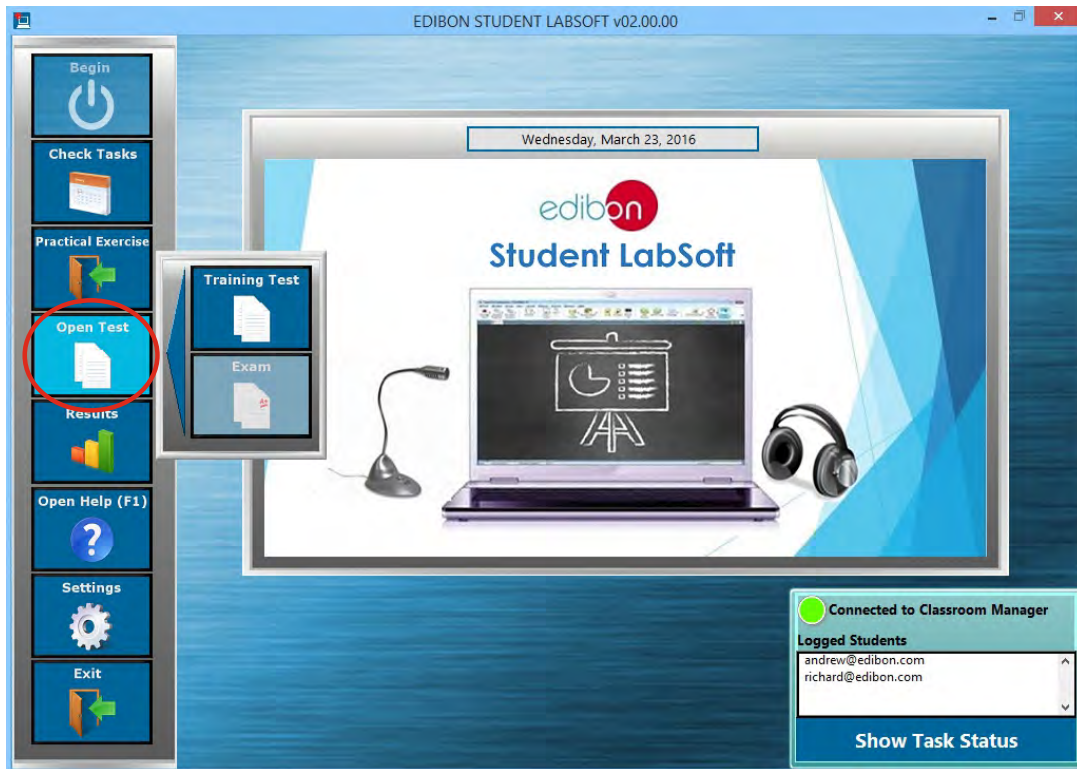 EDIBON STUDENT LABSOFT v02.00.00
Begin
Check Tasks
Practical Exercise
Open Test
Training Test
Exam
Results
Open Help (F1)
Settings
Exit
Wednesday, March 23, 2016
edibon
Student LabSoft
Connected to Classroom Manager
Logged Students
andrew@edibon.com
richard@edibon.com
Show Task Status